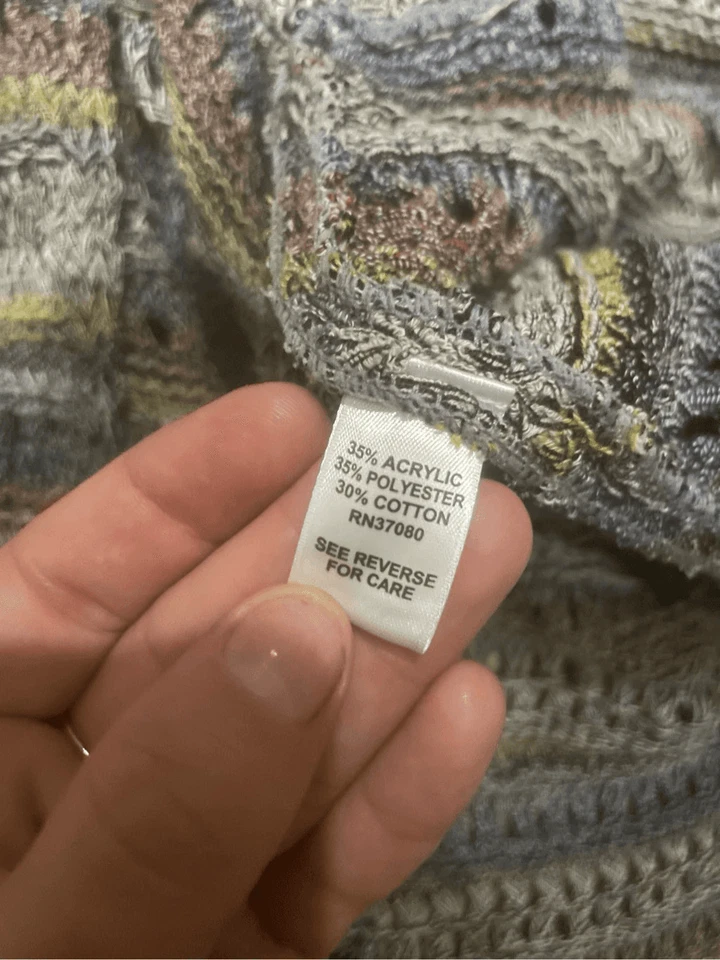 35% ACRYLIC
35% POLYESTER
30% COTTON
RN37080
SEE REVERSE
FOR CARE